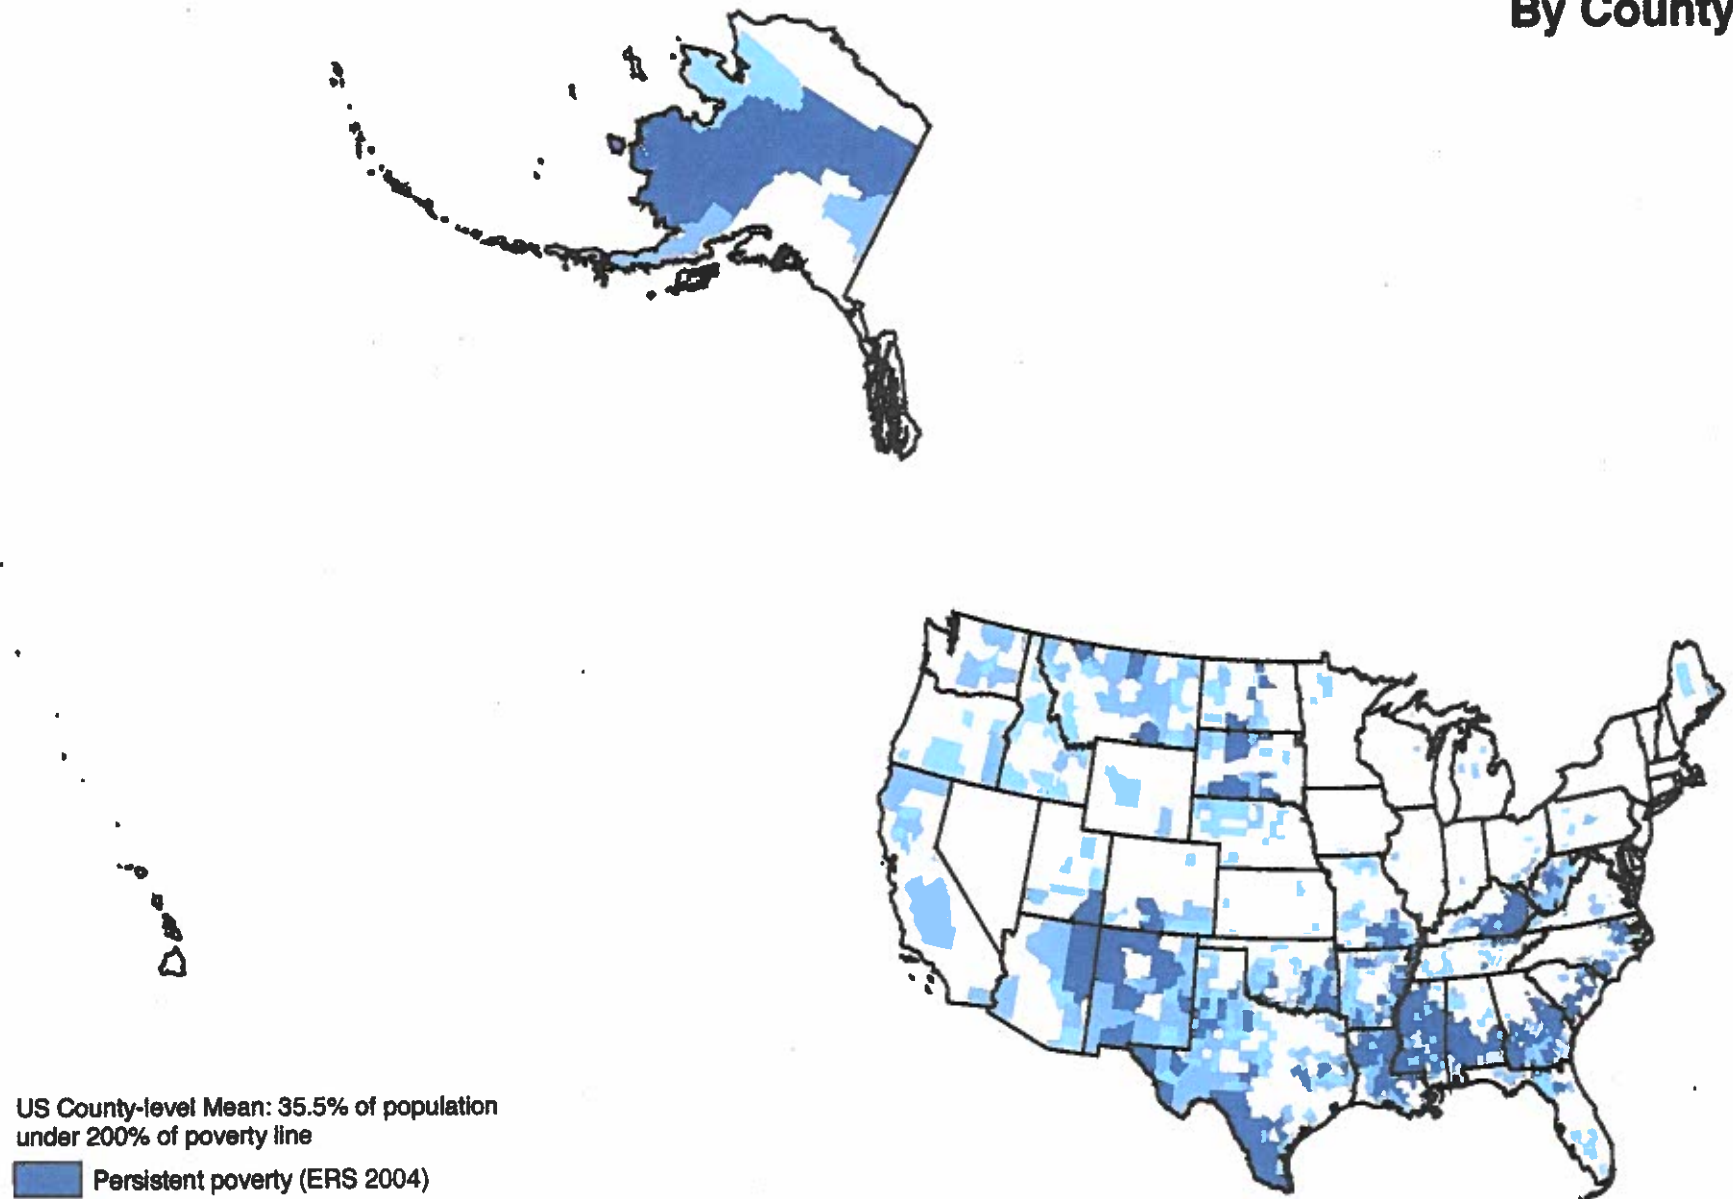 By County
US County-level Mean: 35.5% of population
under 200% of poverty line
Persistent poverty (ERS 2004)